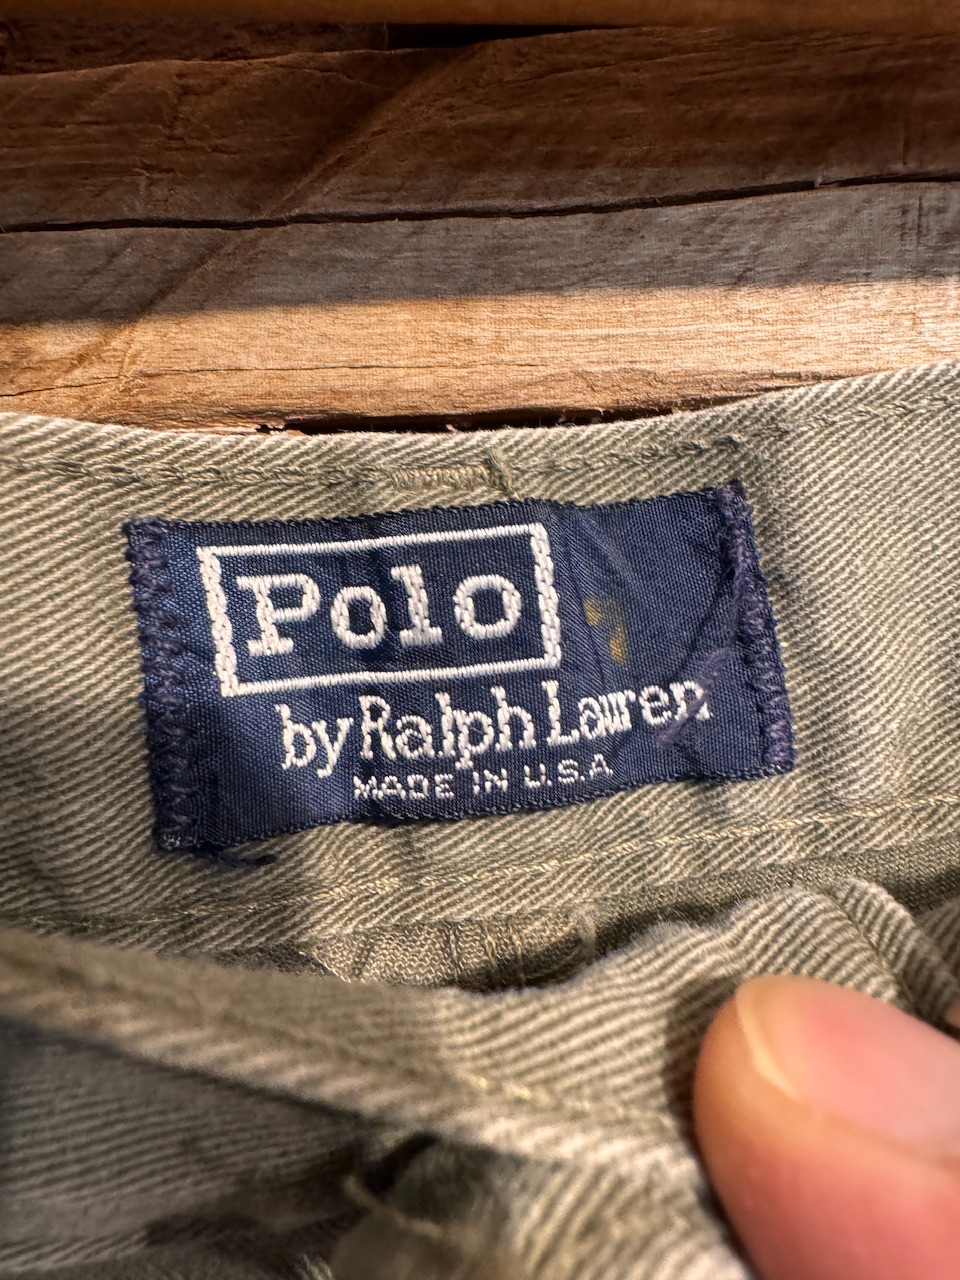 Polo
by Ralph Lauren
MADE IN U.S.A